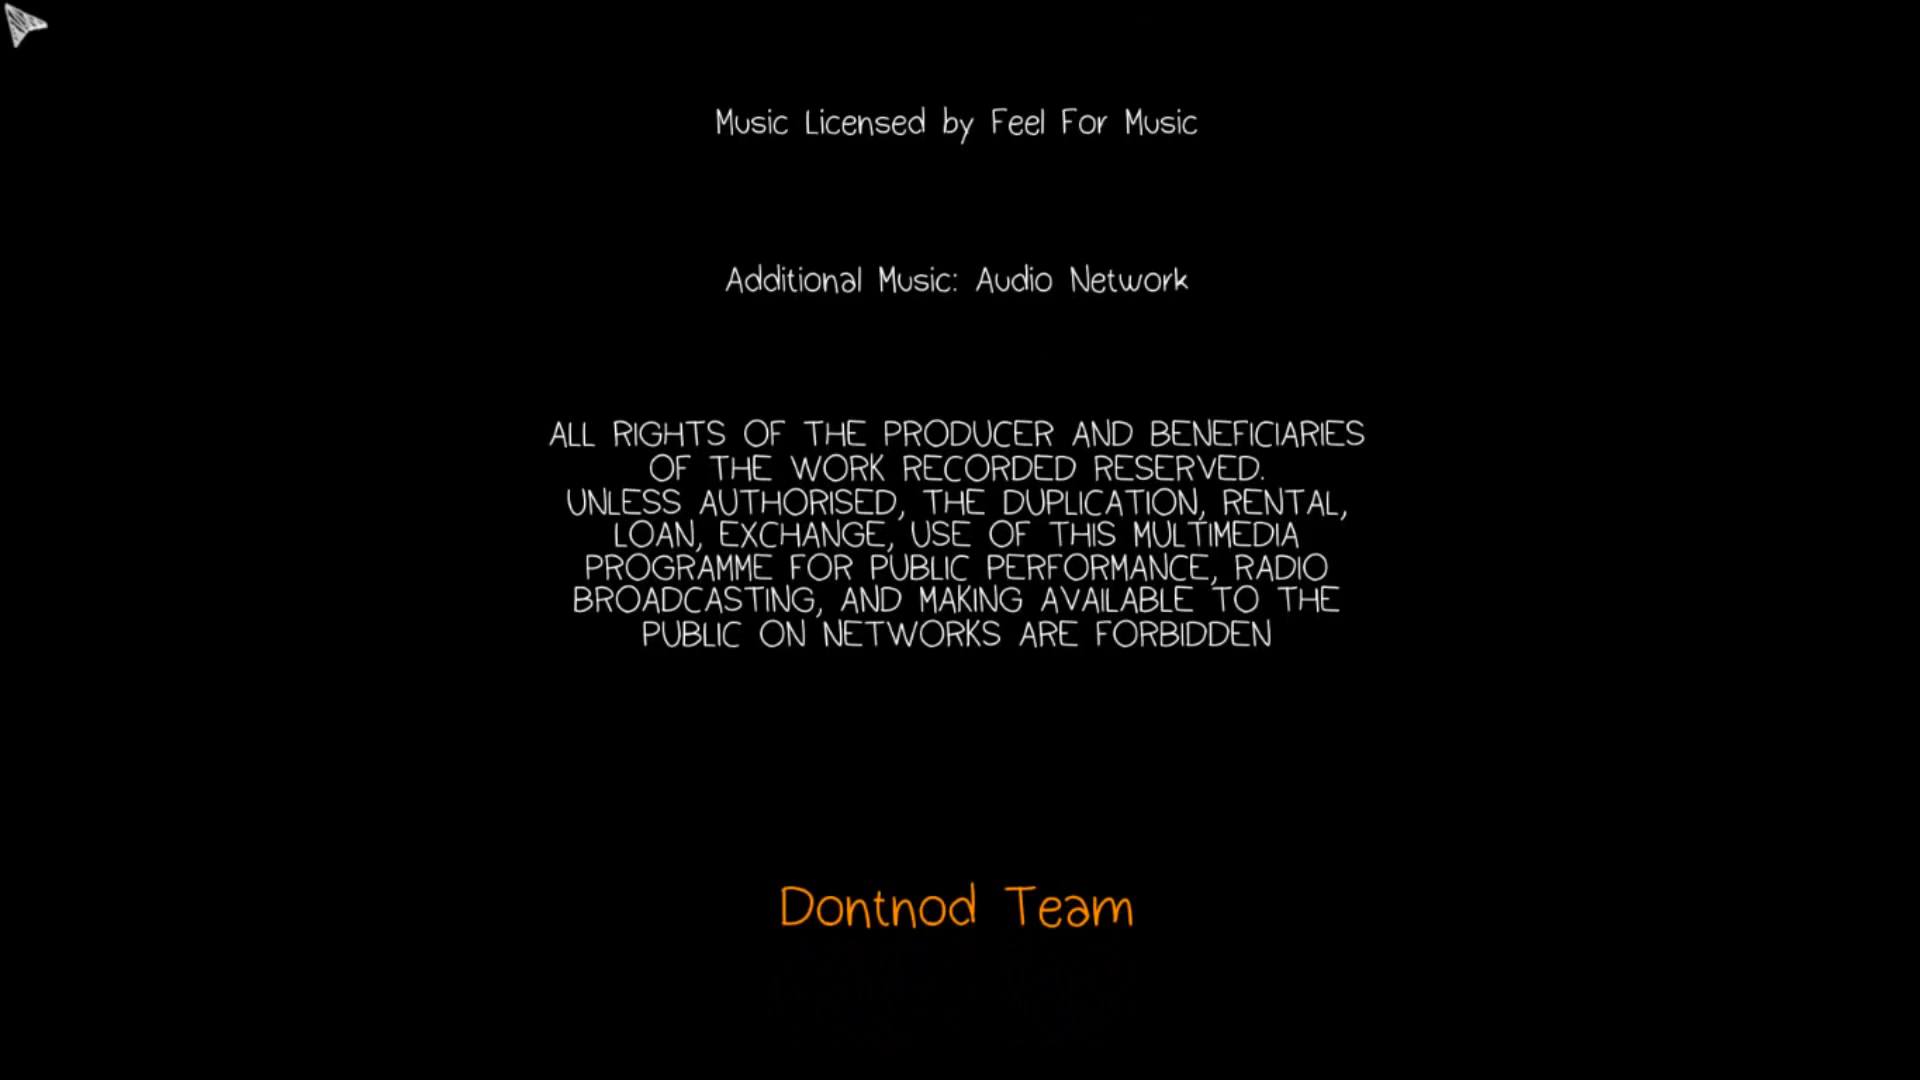 Music Licensed by Feel For Music
Additional Music: Audio Network
ALL RIGHTS OF THE PRODUCER AND BENEFICIARIES
OF THE WORK RECORDED RESERVED.
UNLESS AUTHORISED, THE DUPLICATION, RENTAL,
LOAN, EXCHANGE, USE OF THIS MULTIMEDIA
PROGRAMME FOR PUBLIC PERFORMANCE, RADIO
BROADCASTING, AND MAKING AVAILABLE TO THE
PUBLIC ON NETWORKS ARE FORBIDDEN
Dontnod Team